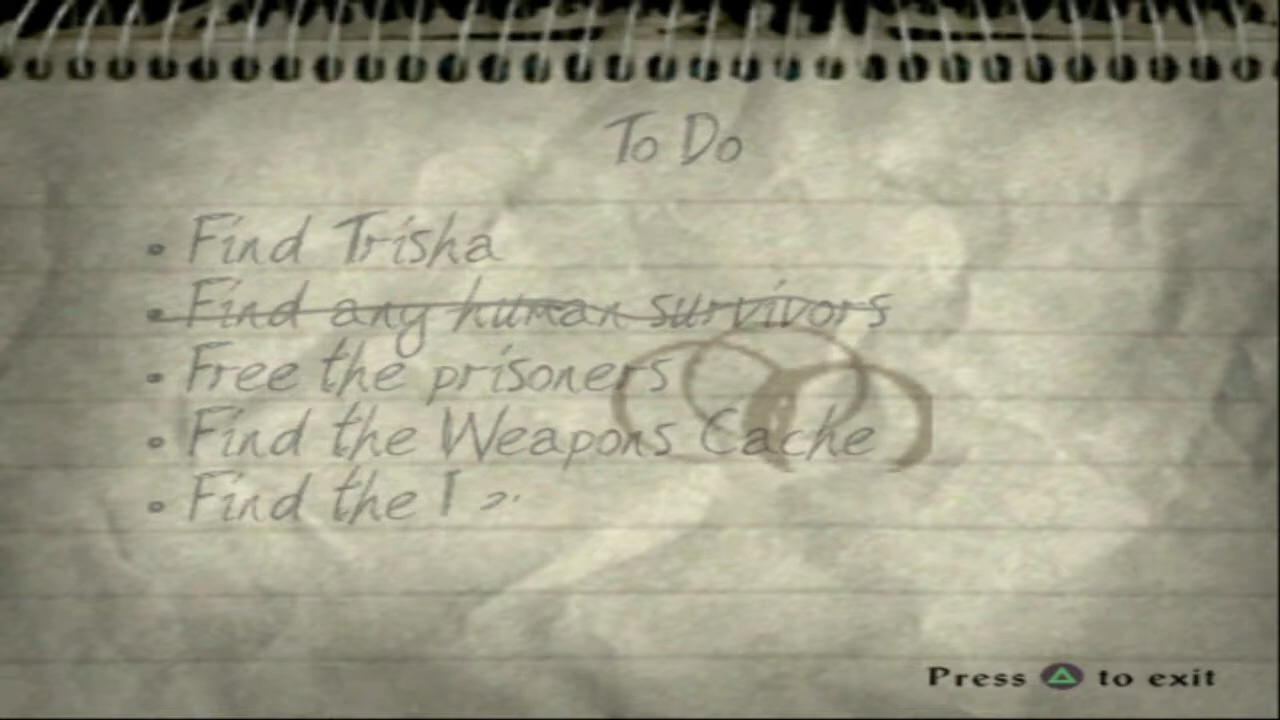 To Do
• Find Trisha
• Find any human survivors
• Free the prisoners
• Find the Weapons Cache
• Find the
Press to exit